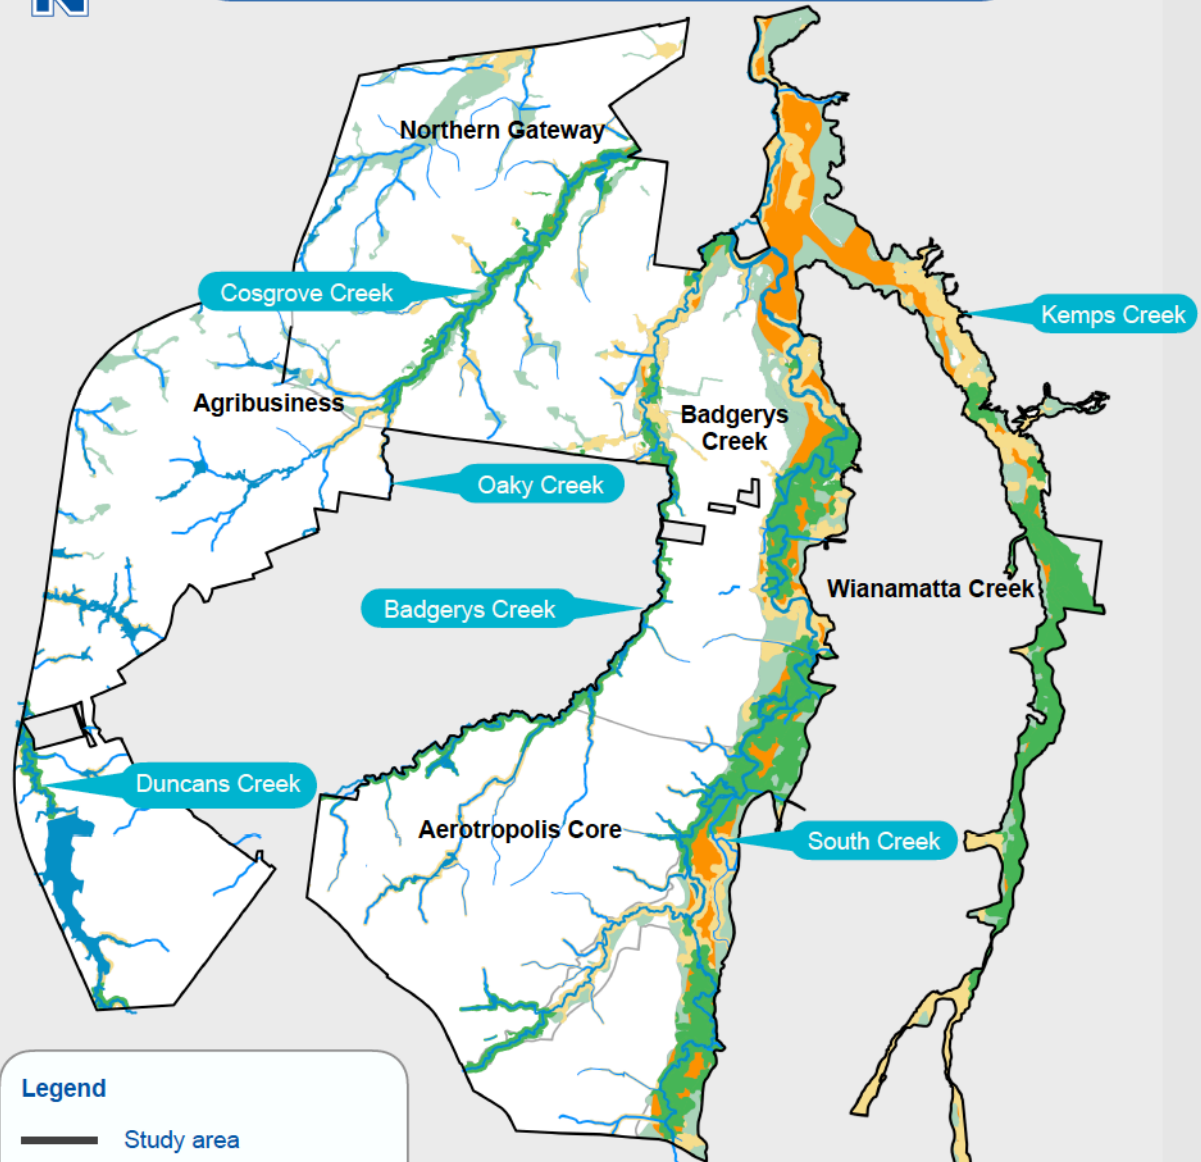 N
Northern Gateway
Cosgrove Creek
Kemps Creek
Agribusiness
Badgerys
Creek
Oaky Creek
Wianamatta Creek
Badgerys Creek
Duncans Creek
Aerotropolis Core
South Creek
Legend
Study area